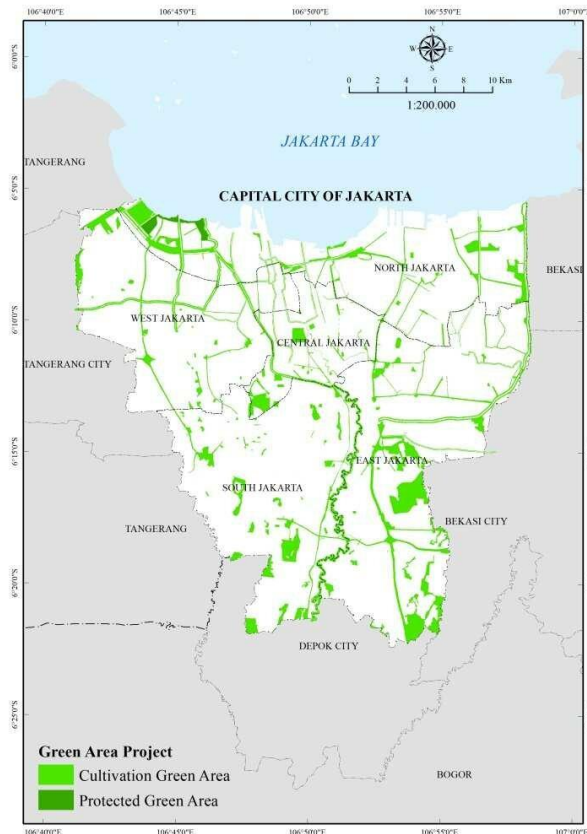 106°40'0"E 106°45'0"E 106°50'0"E 106°55'0"E 107°0'0"E
6°0'0"S
N
W E
S
0 2 4 6 8 10 Km
1:200.000
JAKARTA BAY
TANGERANG
6°5'0"S
CAPITAL CITY OF JAKARTA
NORTH JAKARTA
BEKASI
6°10'0"S
WEST JAKARTA
CENTRAL JAKARTA
TANGERANG CITY
6°15'0"S
EAST JAKARTA
SOUTH JAKARTA
TANGERANG
BEKASI CITY
6°20'0"S
DEPOK CITY
6°25'0"S
Green Area Project
Cultivation Green Area
Protected Green Area
BOGOR
106°40'0"E 106°45'0"E 106°50'0"E 106°55'0"E 107°0'0"E